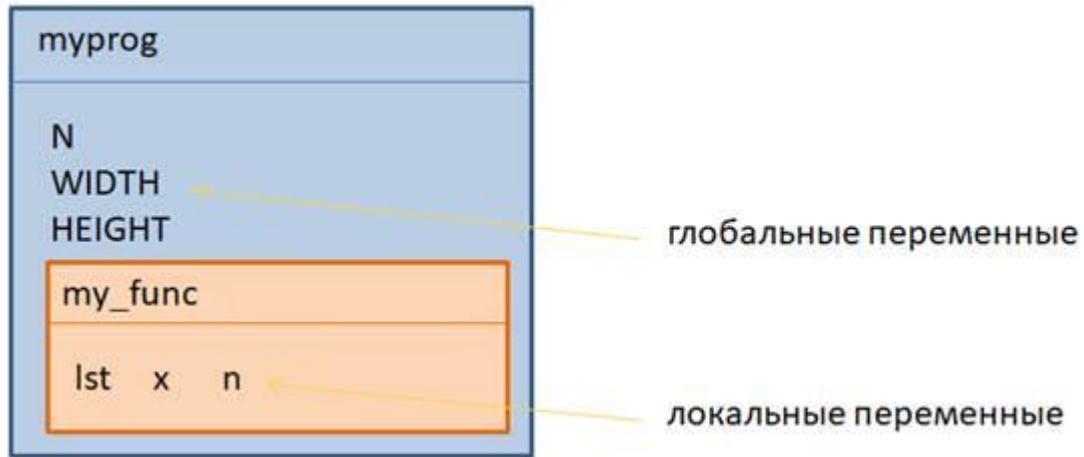 myprog
N
WIDTH
HEIGHT
глобальные переменные
my_func
lst x n
локальные переменные